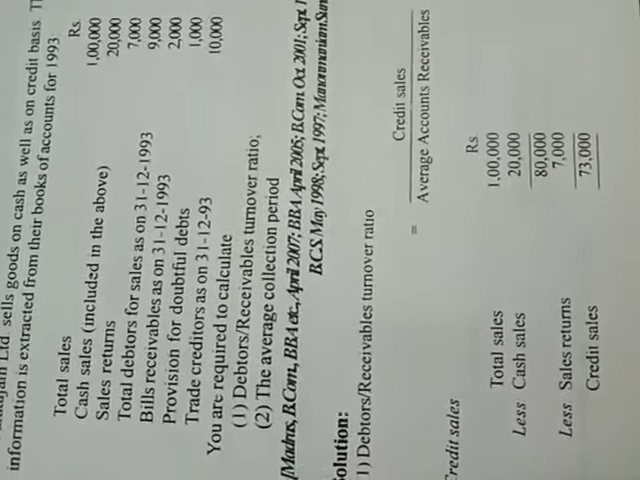 Ltd. sells goods on cash as well as on credit basis
information is extracted from their books of accounts for 1993
Rs.
Total sales 1,00,000
Cash sales (included in the above) 20,000
Sales returns 7,000
Total debtors for sales as on 31-12-1993 9,000
Bills receivables as on 31-12-1993 2,000
Provision for doubtful debts 1,000
Trade creditors as on 31-12-93 10,000
You are required to calculate
(1) Debtors/Receivables turnover ratio;
(2) The average collection period
[Madras, B.Com., BBA etc., April 2007; BBA April 2005; B.Com. Oct 2001; Sept.
B.C.S. May 1998; Sept. 1997; Manonmaniam
olution:
1) Debtors/Receivables turnover ratio
= Credit sales
Average Accounts Receivables
redit sales
Rs
Total sales 1,00,000
Less Cash sales 20,000
80,000
Less Sales returns 7,000
Credit sales 73,000